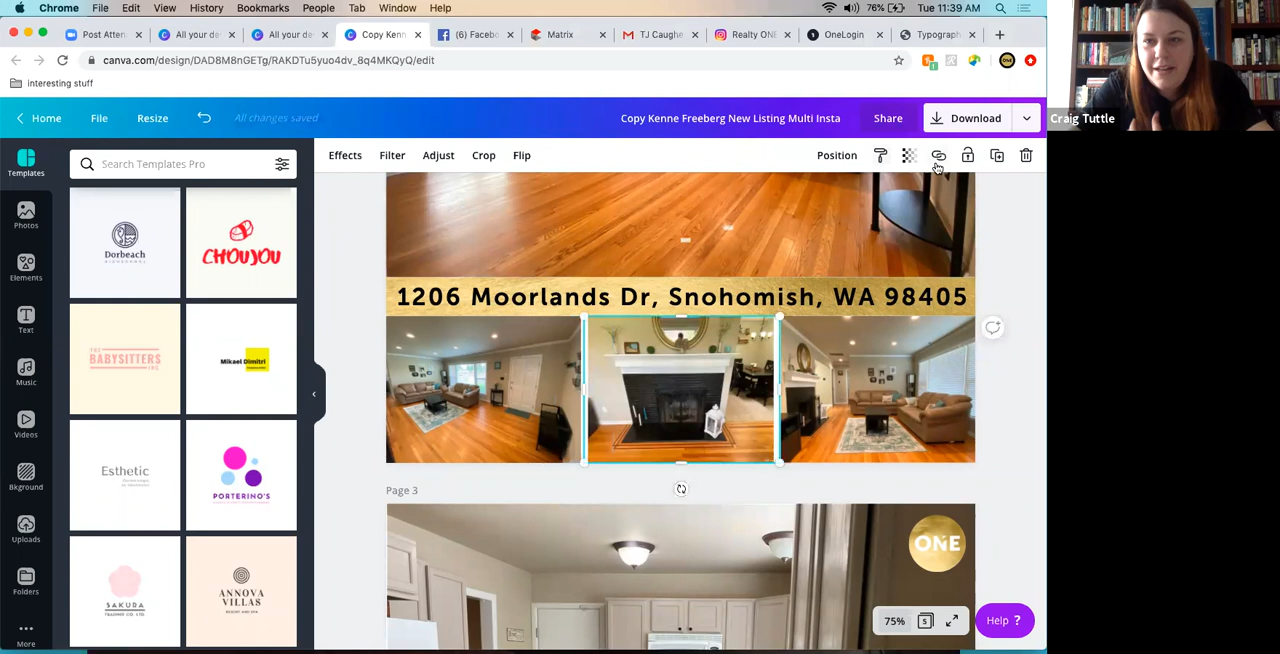 Chrome File Edit View History Bookmarks People Tab Window Help 76% Tue 11:39 AM
Post Atten All your de All your de Copy Kenn (6) Facebo Matrix TJ Caughe Realty ONE OneLogin Typograph
canva.com/design/DAD8M8nGETg/RAKDTu5yuo4dv_8q4MKQyQ/edit
interesting stuff
Home File Resize All changes saved Copy Kenne Freeberg New Listing Multi Insta Share Download
Craig Tuttle
Templates
Search Templates Pro
Effects Filter Adjust Crop Flip Position
Photos
Elements
Text
Music
Videos
Bkground
Uploads
Folders
More
Dorbeach
CHOUJOU
THE
BABYSITTERS
Mikael Dimitri
Esthetic
PORTERINO'S
SAKURA
ANNOVA
VILLAS
1206 Moorlands Dr, Snohomish, WA 98405
Page 3
ONE
75% 5 Help ?